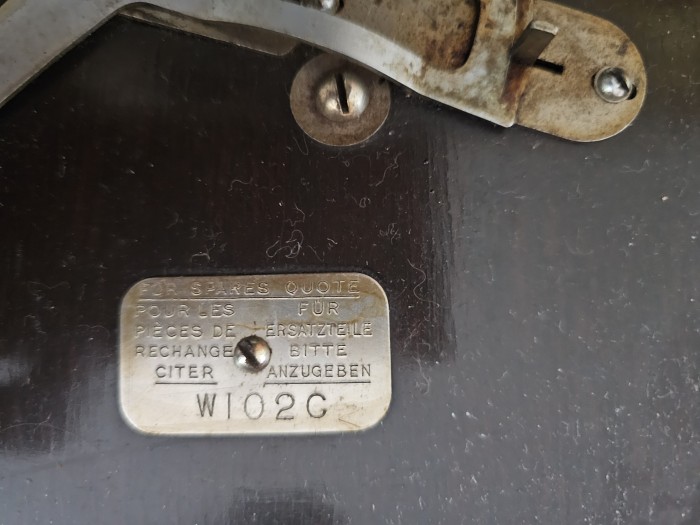 FOR SPARES QUOTE
POUR LES FÜR
PIÈCES DE ERSATZTEILE
RECHANGE BITTE
CITER ANZUGEBEN
W102C